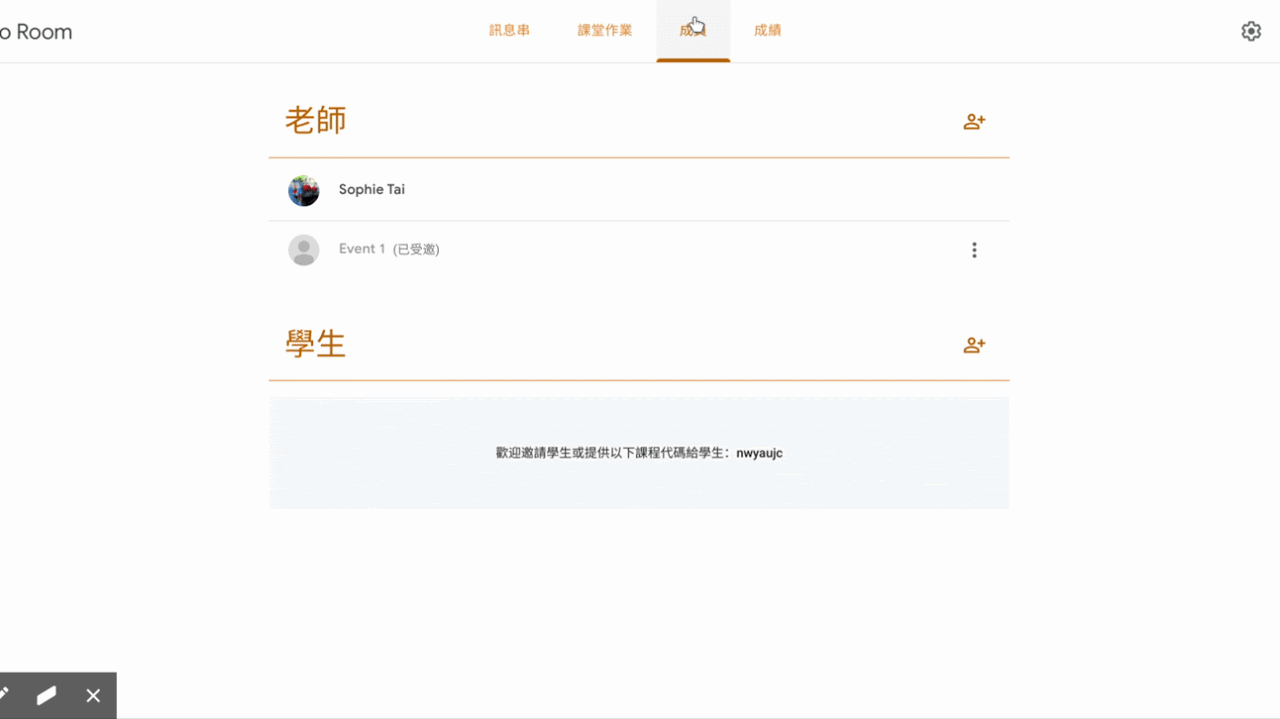 o Room
訊息串
課堂作業
成績
老師
Sophie Tai
Event 1 (已受邀)
學生
歡迎邀請學生或提供以下課程代碼給學生：nwyaujc